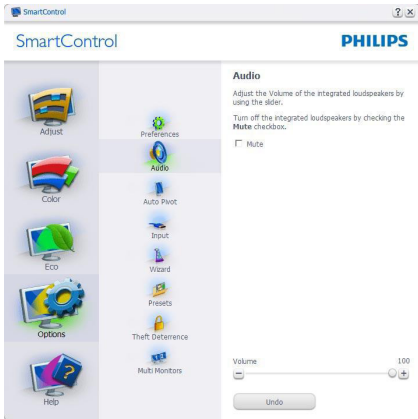 SmartControl
SmartControl
PHILIPS
Adjust
Color
Eco
Options
Help
Preferences
Audio
Auto Pivot
Input
Wizard
Presets
Theft Deterrence
Multi Monitors
Audio
Adjust the Volume of the integrated loudspeakers by
using the slider.
Turn off the integrated loudspeakers by checking the
Mute checkbox.
Mute
Volume 100
Undo